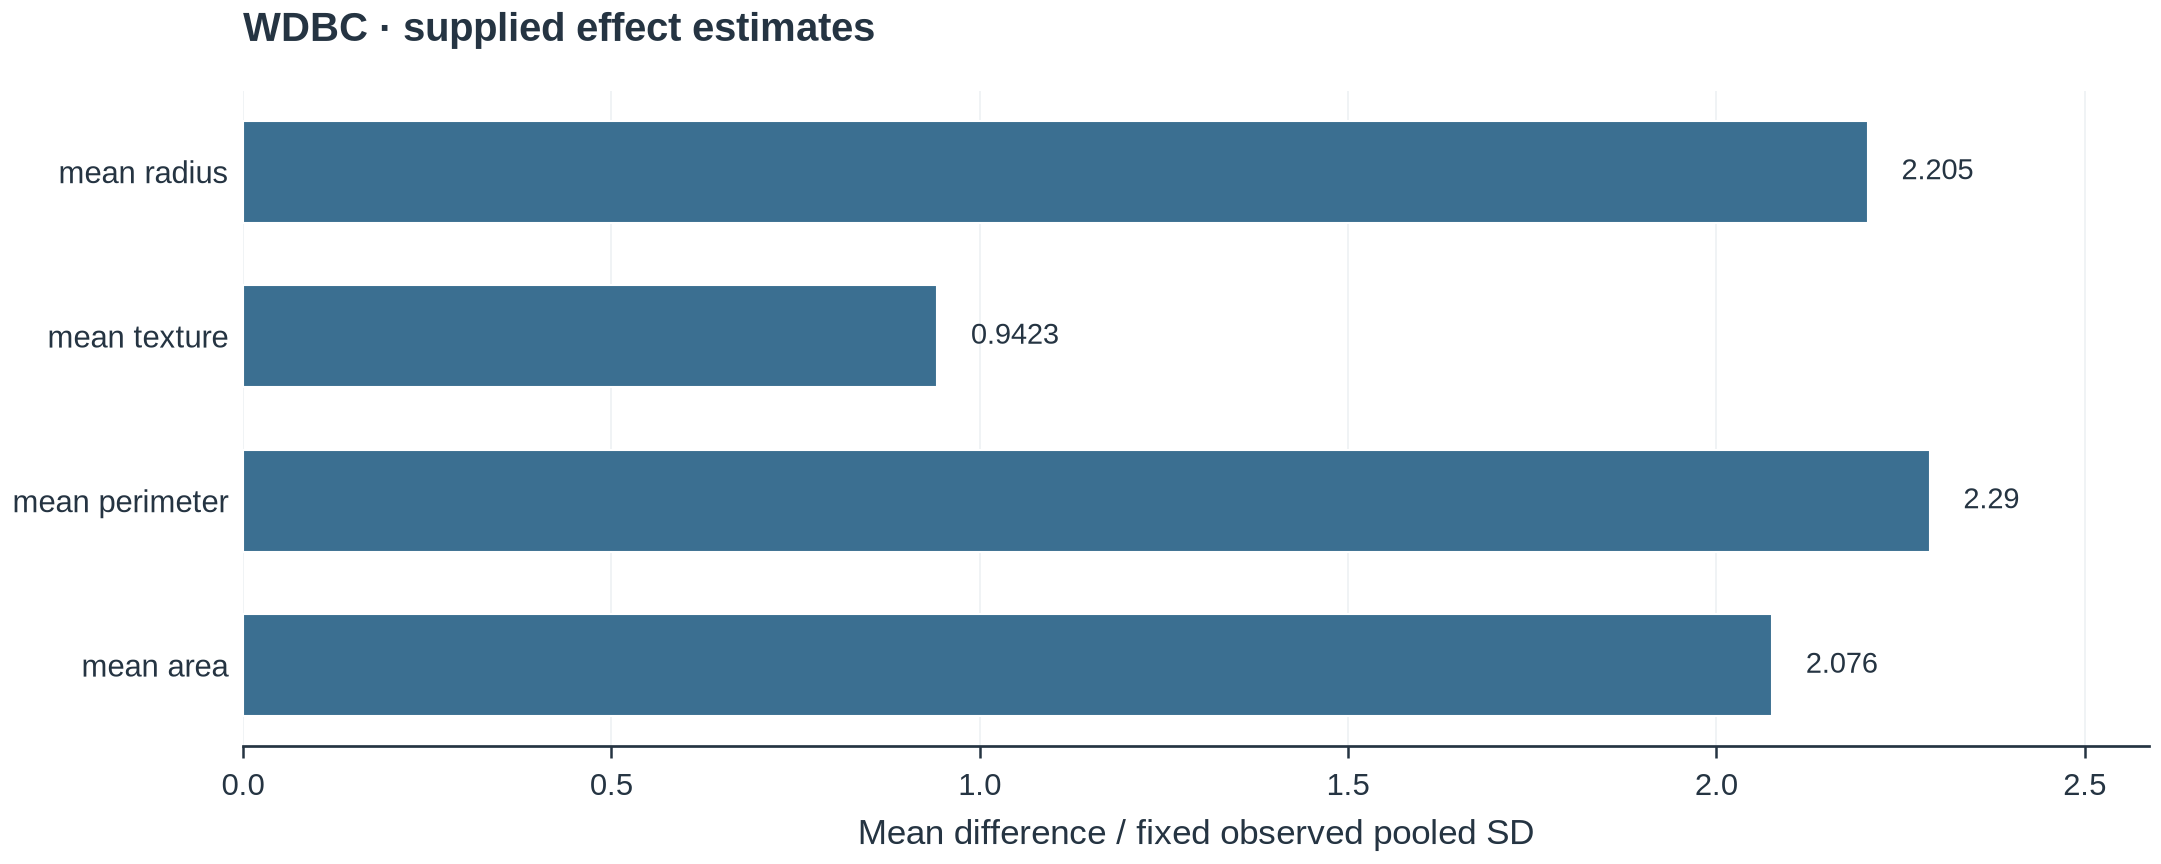 WDBC · supplied effect estimates
mean radius
2.205
mean texture
0.9423
mean perimeter
2.29
mean area
2.076
0.0 0.5 1.0 1.5 2.0 2.5
Mean difference / fixed observed pooled SD